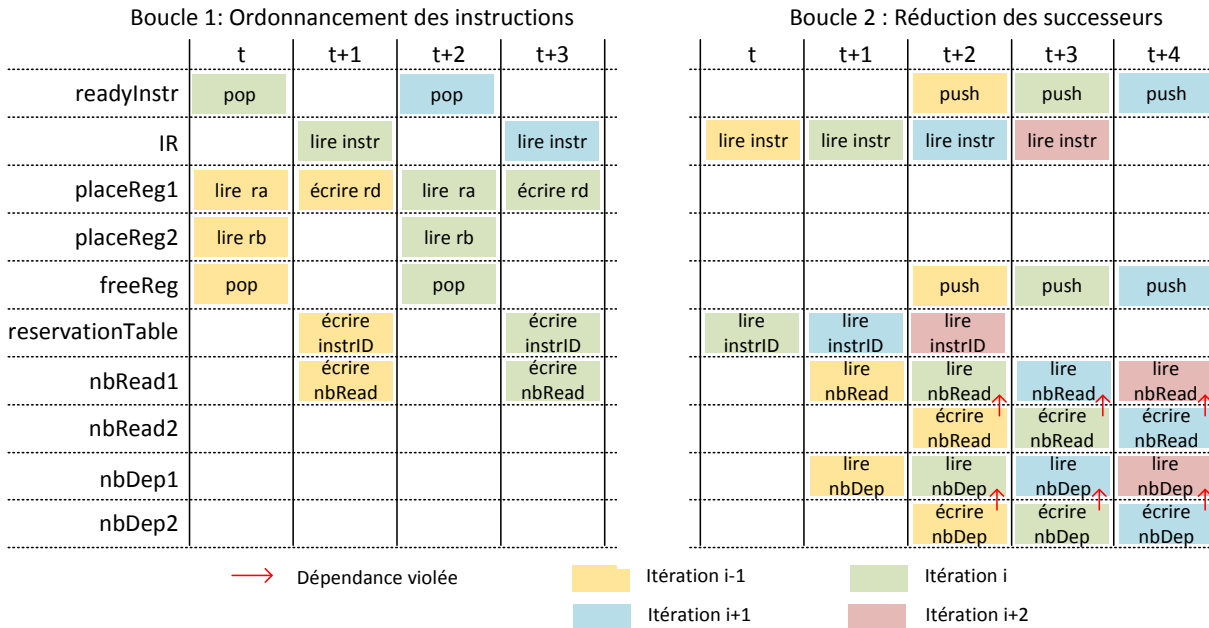 Boucle 1: Ordonnancement des instructions
Boucle 2 : Réduction des successeurs
t t+1 t+2 t+3 t t+1 t+2 t+3 t+4
readyInstr pop pop push push push
IR lire instr lire instr lire instr lire instr lire instr lire instr
placeReg1 lire ra écrire rd lire ra écrire rd
placeReg2 lire rb lire rb
freeReg pop pop push push push
reservationTable écrire instrID écrire instrID lire instrID lire instrID lire instrID
nbRead1 écrire nbRead écrire nbRead lire nbRead lire nbRead lire nbRead lire nbRead
nbRead2 écrire nbRead écrire nbRead écrire nbRead
nbDep1 lire nbDep lire nbDep lire nbDep lire nbDep
nbDep2 écrire nbDep écrire nbDep écrire nbDep
Dépendance violée Itération i-1 Itération i
Itération i+1 Itération i+2